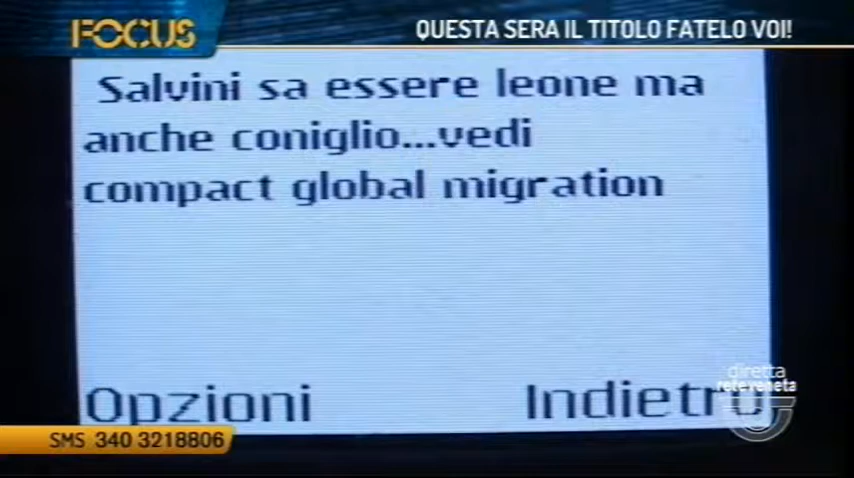 FOCUS
QUESTA SERA IL TITOLO FATELO VOI!
Salvini sa essere leone ma
anche coniglio...vedi
compact global migration
Opzioni
Indietro
diretta
reteveneta
SMS 340 3218806